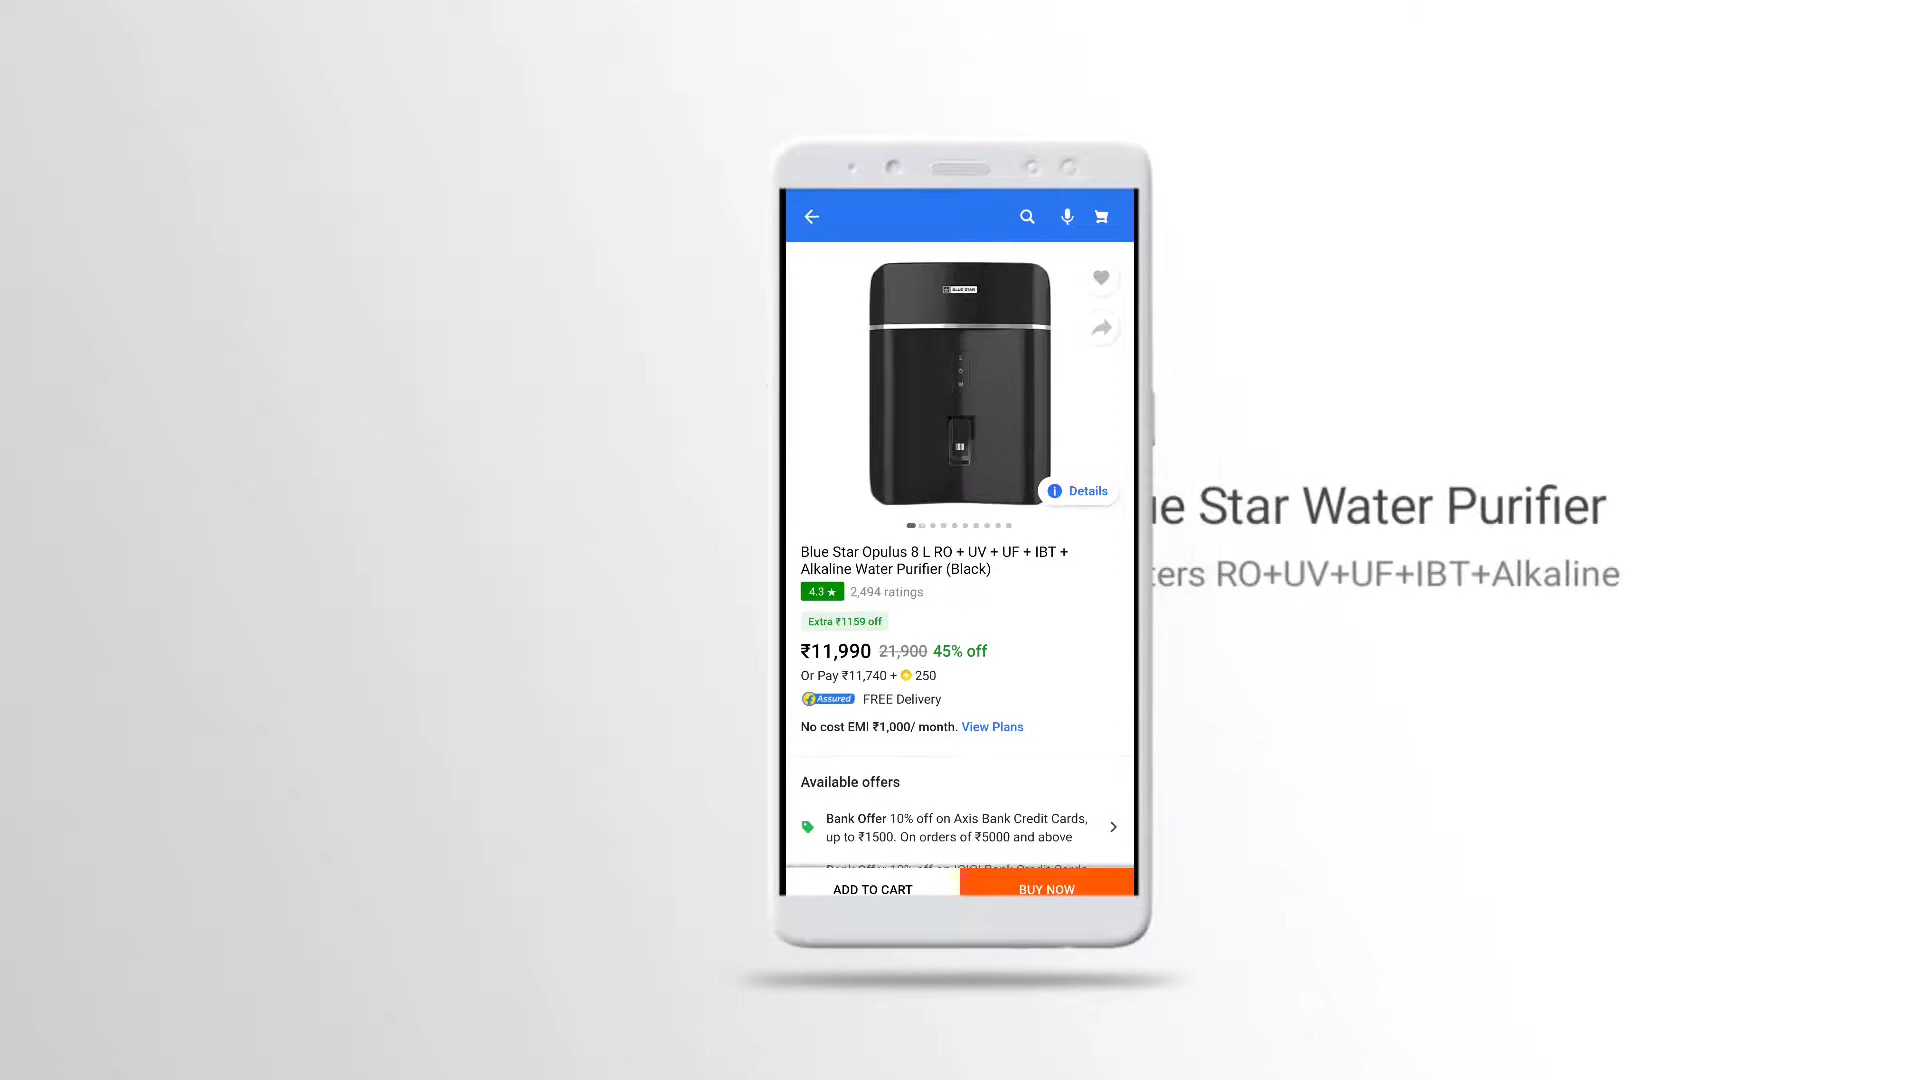 BLUE STAR
Details
Blue Star Opulus 8 L RO + UV + UF + IBT +
Alkaline Water Purifier (Black)
4.3 ★ 2,494 ratings
Extra ₹1159 off
₹11,990 21,900 45% off
Or Pay ₹11,740 + 250
Assured FREE Delivery
No cost EMI ₹1,000/ month. View Plans
Available offers
Bank Offer 10% off on Axis Bank Credit Cards,
up to ₹1500. On orders of ₹5000 and above
ADD TO CART BUY NOW
Star Water Purifier
RO+UV+UF+IBT+Alkaline